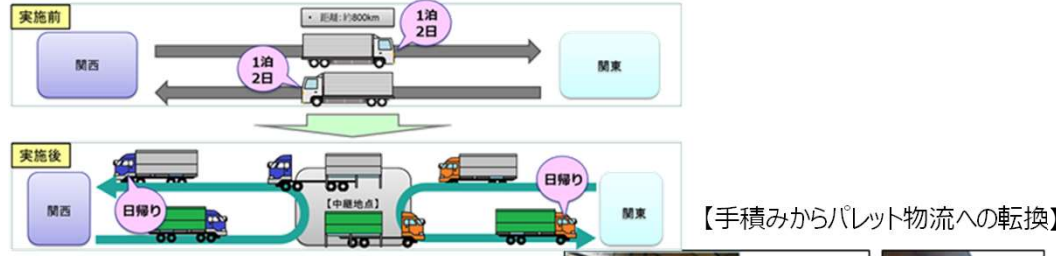 実施前
・ 距離：約800km
1泊
2日
関西
1泊
2日
関東
実施後
日帰り
【中継地点】
関西
日帰り
関東
【手積みからパレット物流への転換】